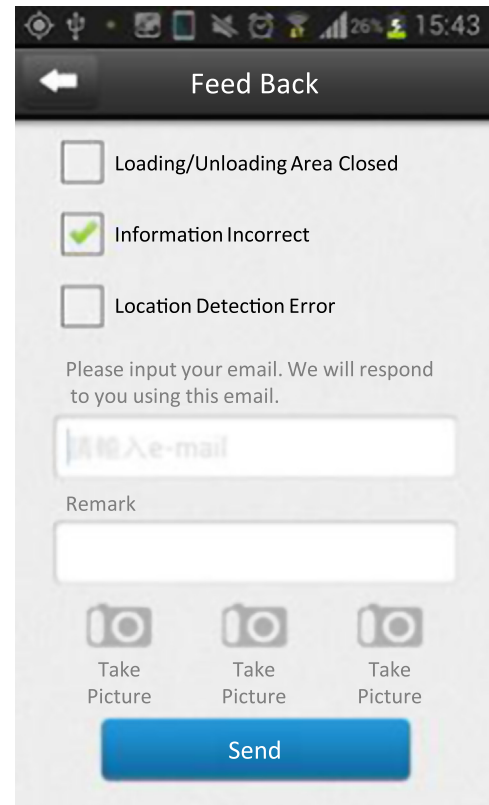 26% 15:43
Feed Back
Loading/Unloading Area Closed
Information Incorrect
Location Detection Error
Please input your email. We will respond
to you using this email.
請輸入e-mail
Remark
Take Take Take
Picture Picture Picture
Send